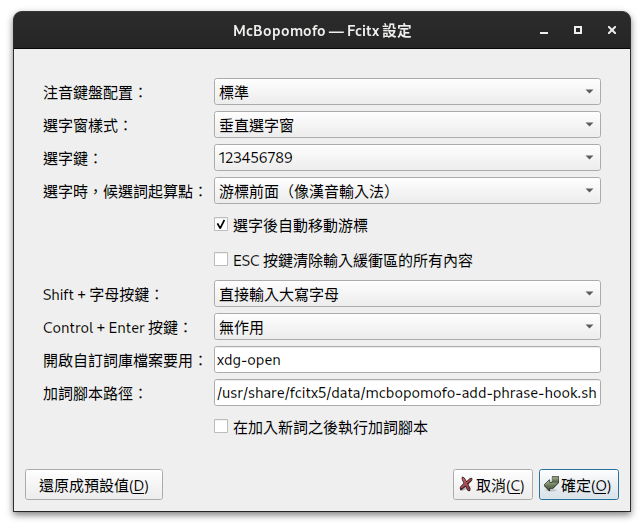 McBopomofo — Fcitx 設定
注音鍵盤配置： 標準
選字窗樣式： 垂直選字窗
選字鍵： 123456789
選字時，候選詞起算點： 游標前面（像漢音輸入法）
選字後自動移動游標
ESC 按鍵清除輸入緩衝區的所有內容
Shift + 字母按鍵： 直接輸入大寫字母
Control + Enter 按鍵： 無作用
開啟自訂詞庫檔案要用： xdg-open
加詞腳本路徑： /usr/share/fcitx5/data/mcbopomofo-add-phrase-hook.sh
在加入新詞之後執行加詞腳本
還原成預設值(D) 取消(C) 確定(O)